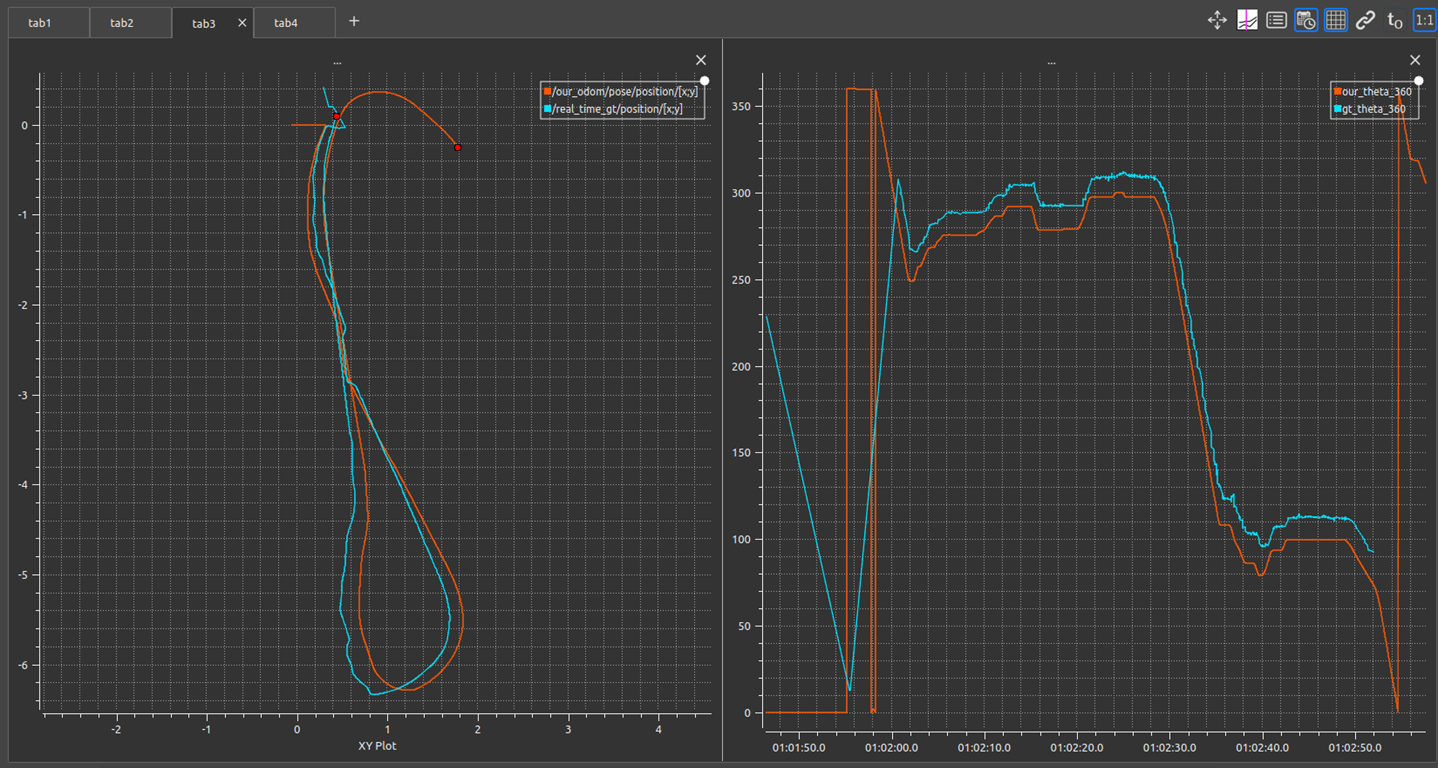 tab1 tab2 tab3 tab4
t0 1:1
... ...
/our_odom/pose/position/[x;y]
/real_time_gt/position/[x;y]
0
-1
-2
-3
-4
-5
-6
-2 -1 0 1 2 3 4
XY Plot
our_theta_360
gt_theta_360
350
300
250
200
150
100
50
0
01:01:50.0 01:02:00.0 01:02:10.0 01:02:20.0 01:02:30.0 01:02:40.0 01:02:50.0